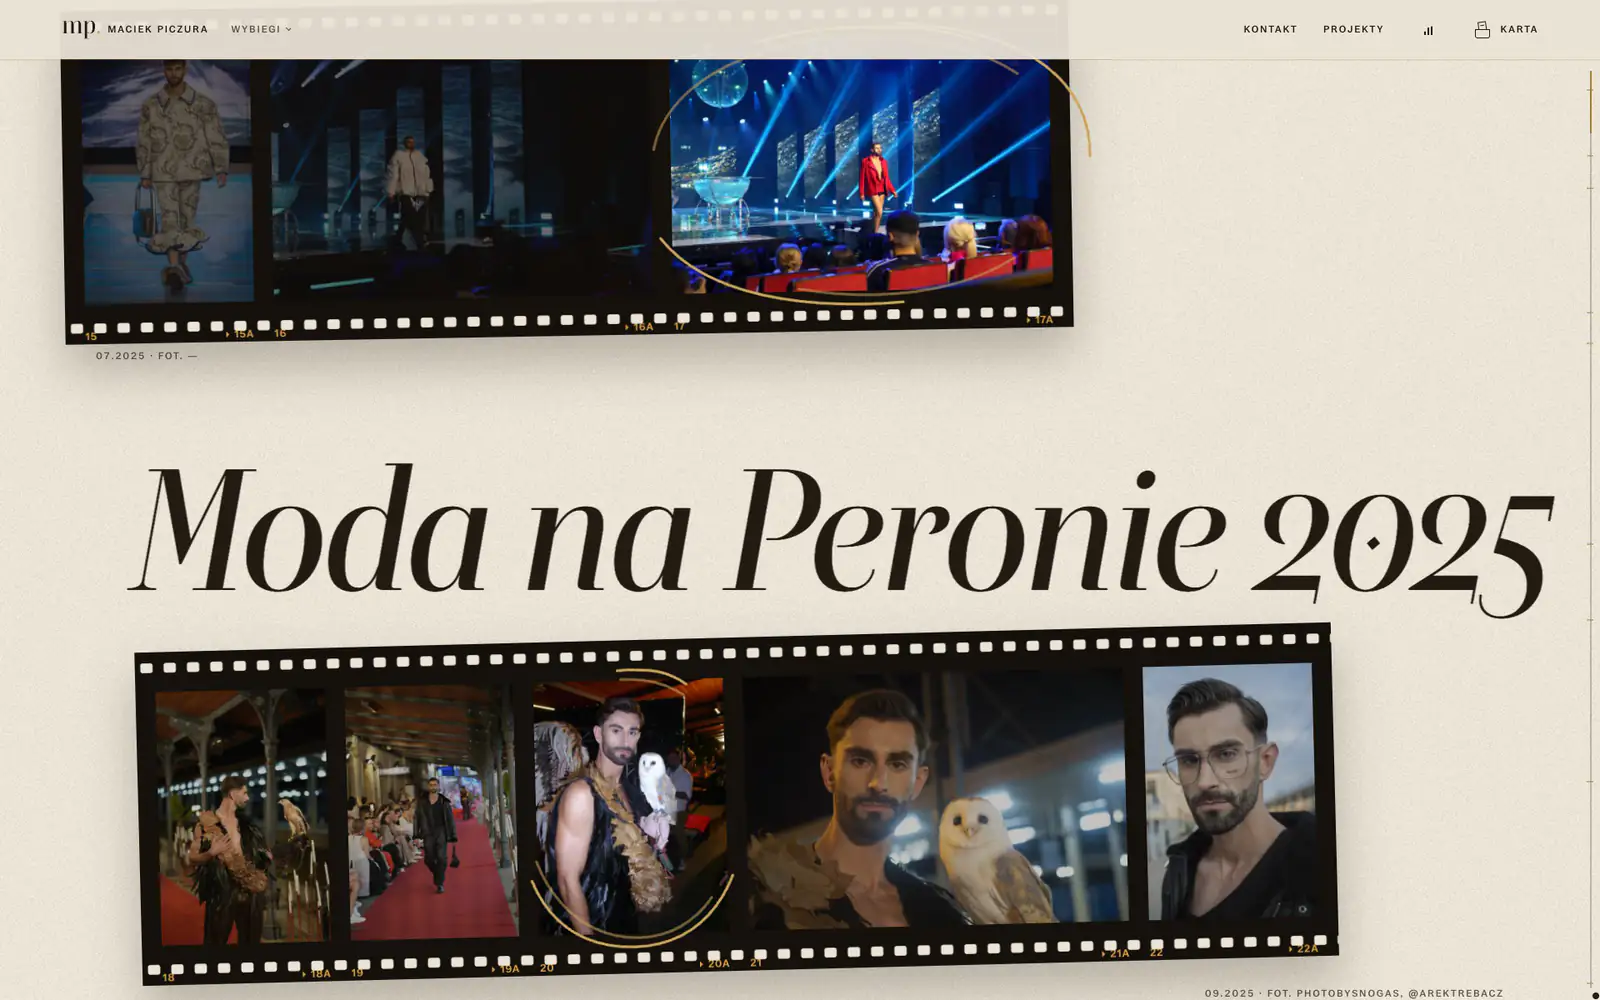 mp. MACIEK PICZURA WYBIEGI KONTAKT PROJEKTY KARTA
15 15A 16 16A 17 17A
07.2025 · FOT. —
Moda na Peronie 2025
18 18A 19 19A 20 20A 21 21A 22 22A
09.2025 · FOT. PHOTOBYSNOGAS, @AREKTREBACZ